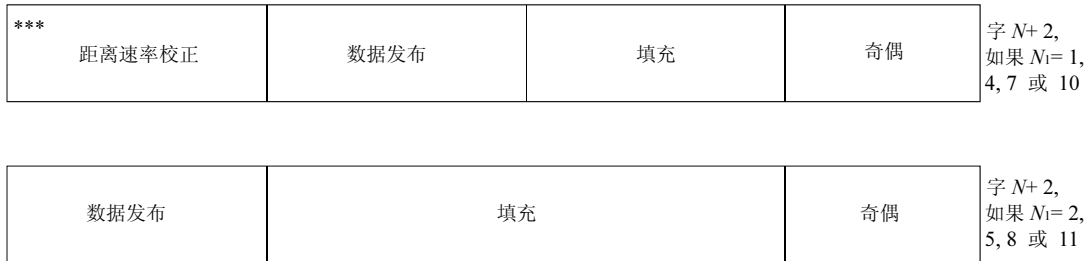 ***
距离速率校正 数据发布 填充 奇偶
字 N+ 2,
如果 N1= 1,
4, 7 或 10
数据发布 填充 奇偶
字 N+ 2,
如果 N1= 2,
5, 8 或 11